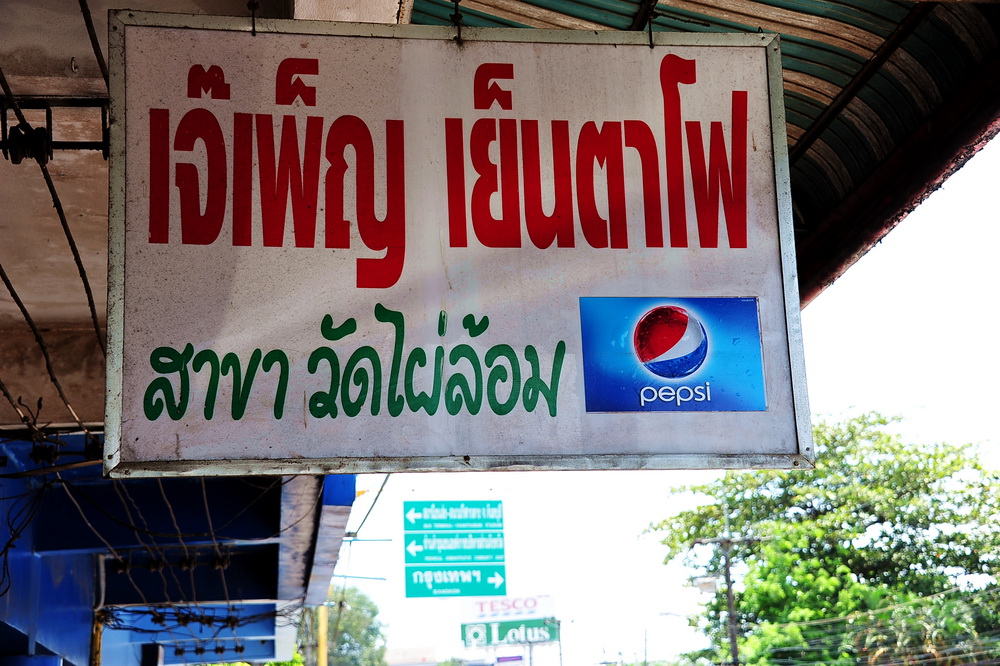 เจ๊เพ็ญ เย็นตาโฟ
สาขา วัดไผ่ล้อม
pepsi
กรุงเทพฯ
BANGKOK
TESCO
Lotus